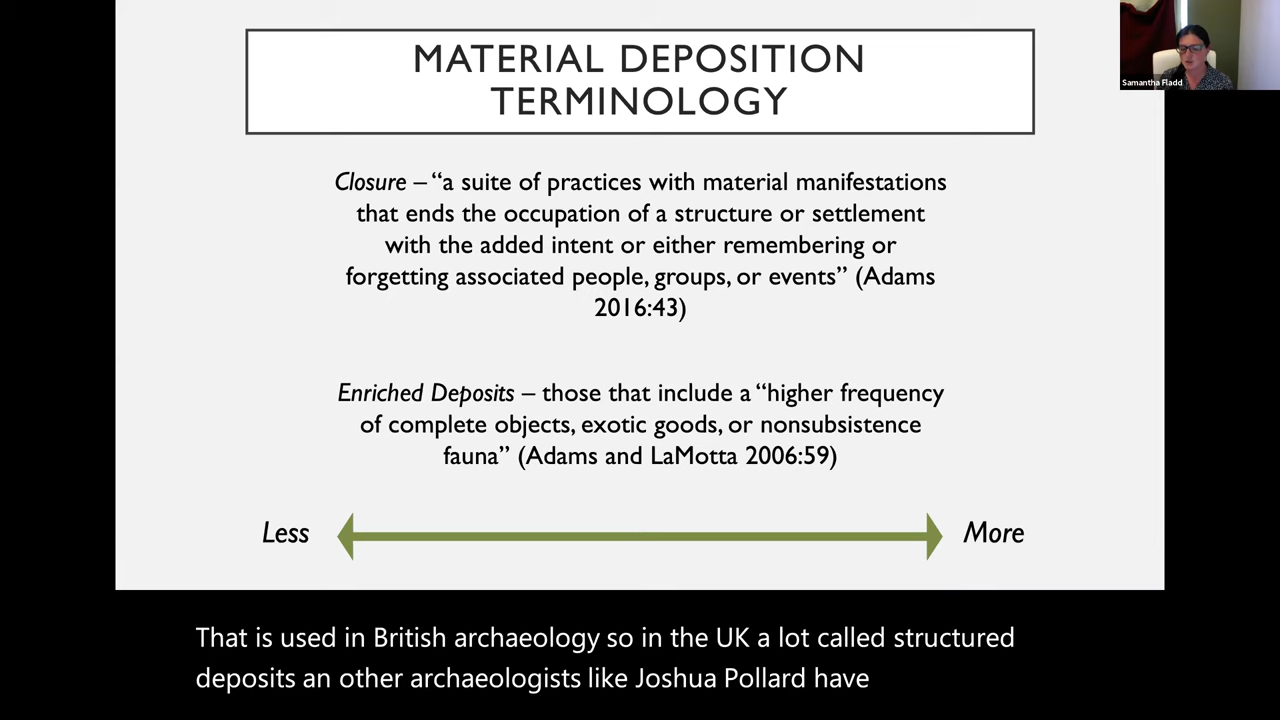 MATERIAL DEPOSITION
TERMINOLOGY
Samantha Fladd
Closure – “a suite of practices with material manifestations
that ends the occupation of a structure or settlement
with the added intent or either remembering or
forgetting associated people, groups, or events” (Adams
2016:43)
Enriched Deposits – those that include a “higher frequency
of complete objects, exotic goods, or nonsubsistence
fauna” (Adams and LaMotta 2006:59)
Less
More
That is used in British archaeology so in the UK a lot called structured
deposits an other archaeologists like Joshua Pollard have